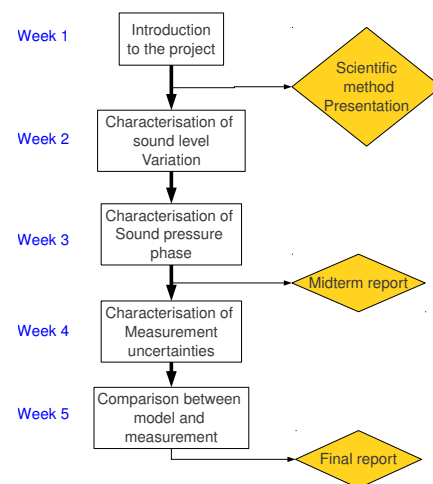 Week 1
Introduction
to the project
Scientific
method
Presentation
Week 2
Characterisation of
sound level
Variation
Week 3
Characterisation of
Sound pressure
phase
Midterm report
Week 4
Characterisation of
Measurement
uncertainties
Week 5
Comparison between
model and
measurement
Final report